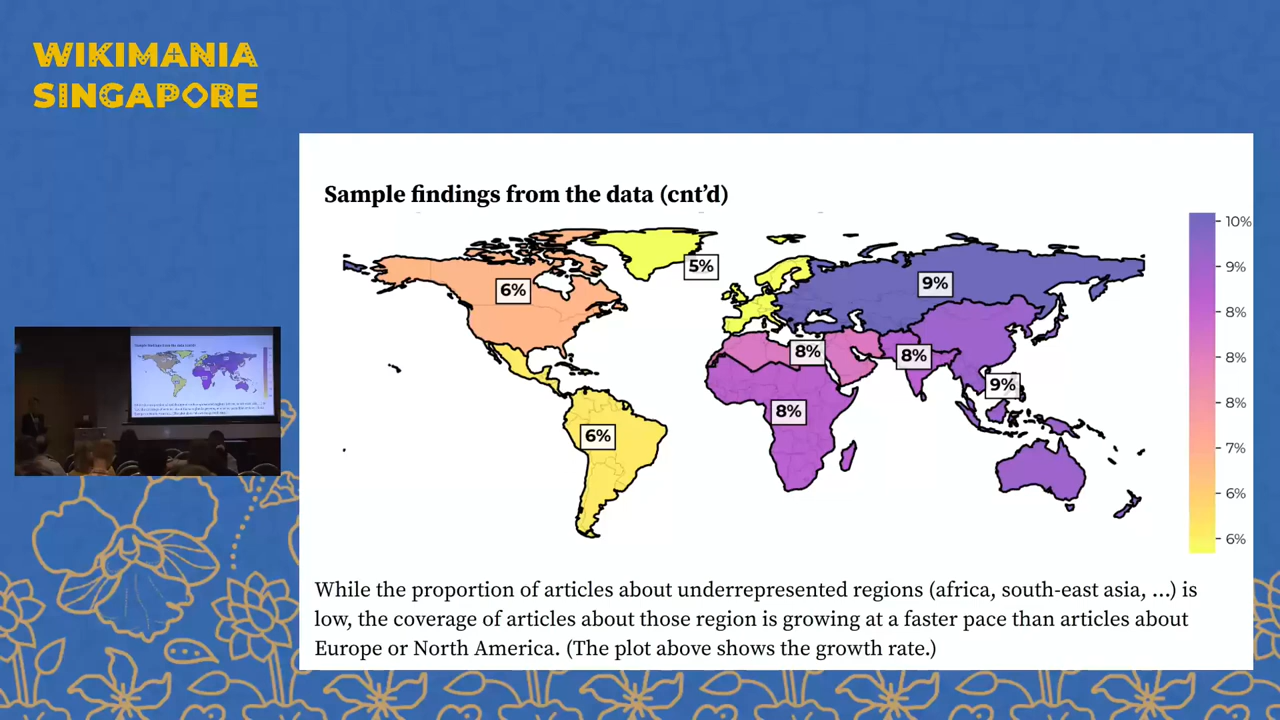 WIKIMANIA
SINGAPORE
Sample findings from the data (cnt'd)
10%
9%
8%
8%
8%
7%
6%
6%
5%
6%
9%
8%
8%
9%
8%
6%
While the proportion of articles about underrepresented regions (africa, south-east asia, ...) is
low, the coverage of articles about those region is growing at a faster pace than articles about
Europe or North America. (The plot above shows the growth rate.)